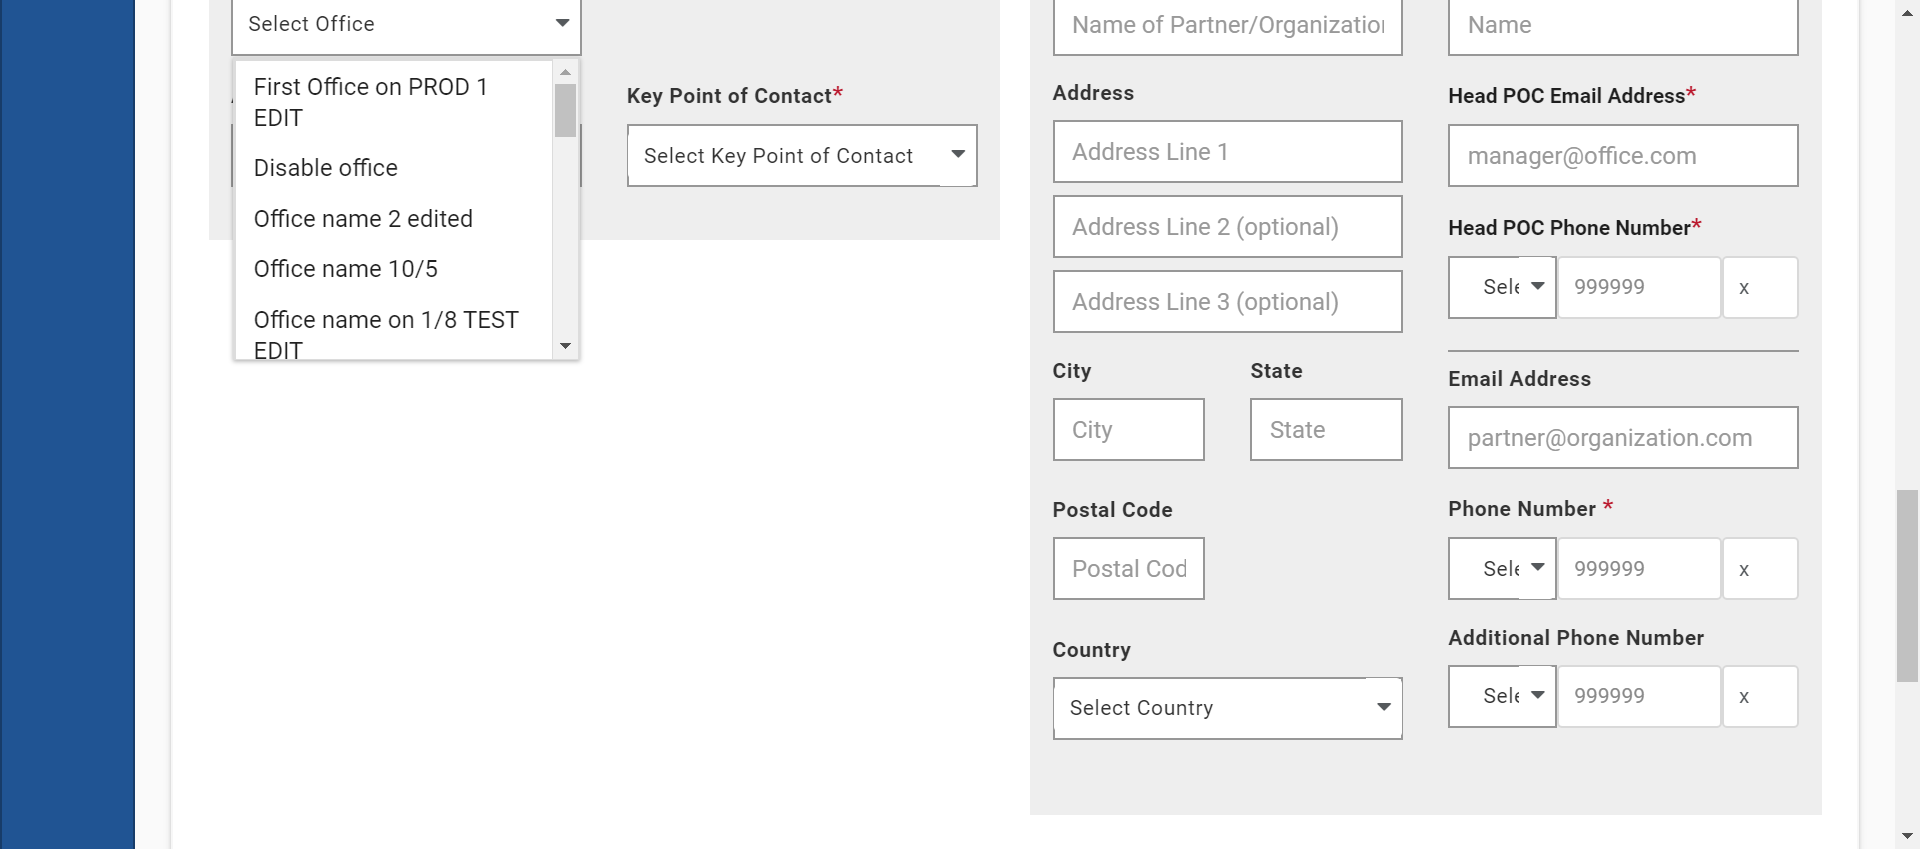 Select Office
First Office on PROD 1
EDIT
Disable office
Office name 2 edited
Office name 10/5
Office name on 1/8 TEST
EDIT
Key Point of Contact*
Select Key Point of Contact
Name of Partner/Organization
Address
Address Line 1
Address Line 2 (optional)
Address Line 3 (optional)
City
State
City
State
Postal Code
Postal Cod
Country
Select Country
Name
Head POC Email Address*
manager@office.com
Head POC Phone Number*
Sele
999999
x
Email Address
partner@organization.com
Phone Number *
Sele
999999
x
Additional Phone Number
Sele
999999
x